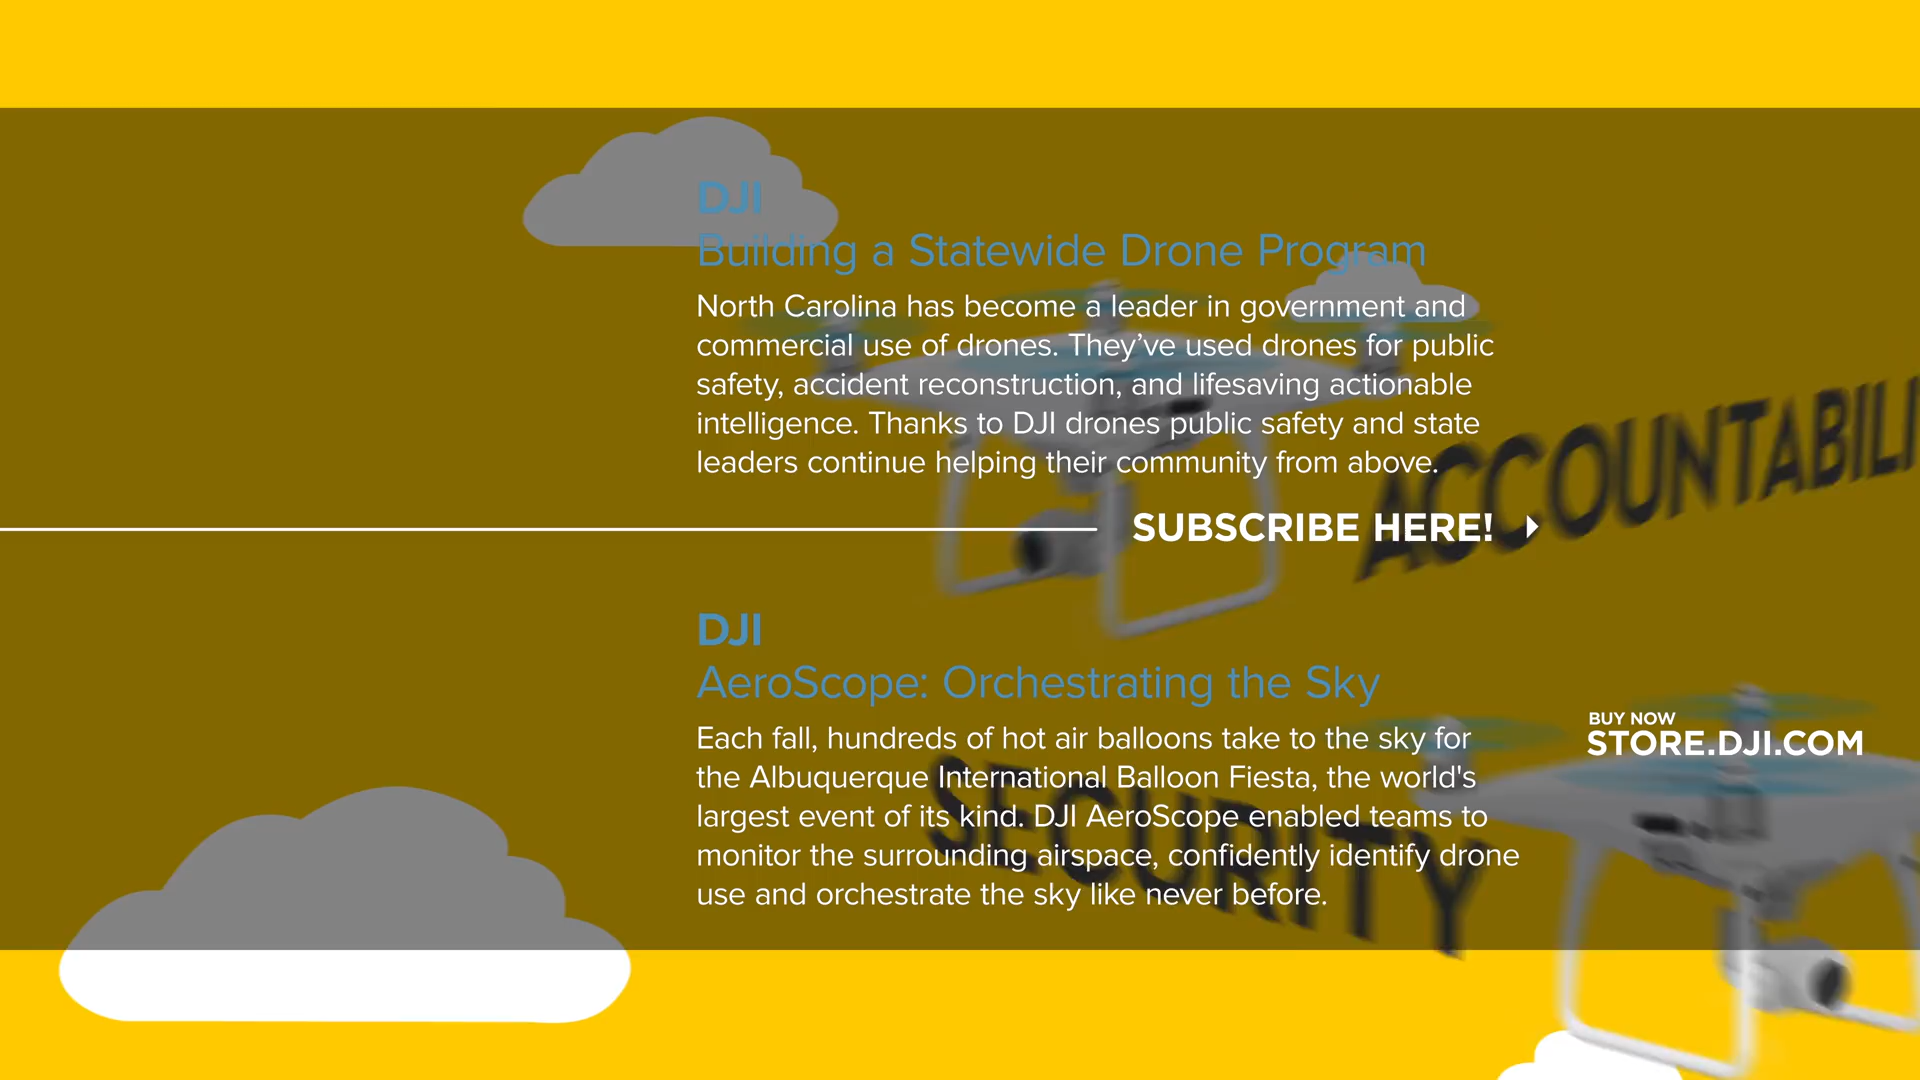 DJI
Building a Statewide Drone Program
North Carolina has become a leader in government and
commercial use of drones. They’ve used drones for public
safety, accident reconstruction, and lifesaving actionable
intelligence. Thanks to DJI drones public safety and state
leaders continue helping their community from above.
ACCOUNTABILI
SUBSCRIBE HERE!
DJI
AeroScope: Orchestrating the Sky
Each fall, hundreds of hot air balloons take to the sky for
the Albuquerque International Balloon Fiesta, the world's
largest event of its kind. DJI AeroScope enabled teams to
monitor the surrounding airspace, confidently identify drone
use and orchestrate the sky like never before.
BUY NOW
STORE.DJI.COM
SECURITY